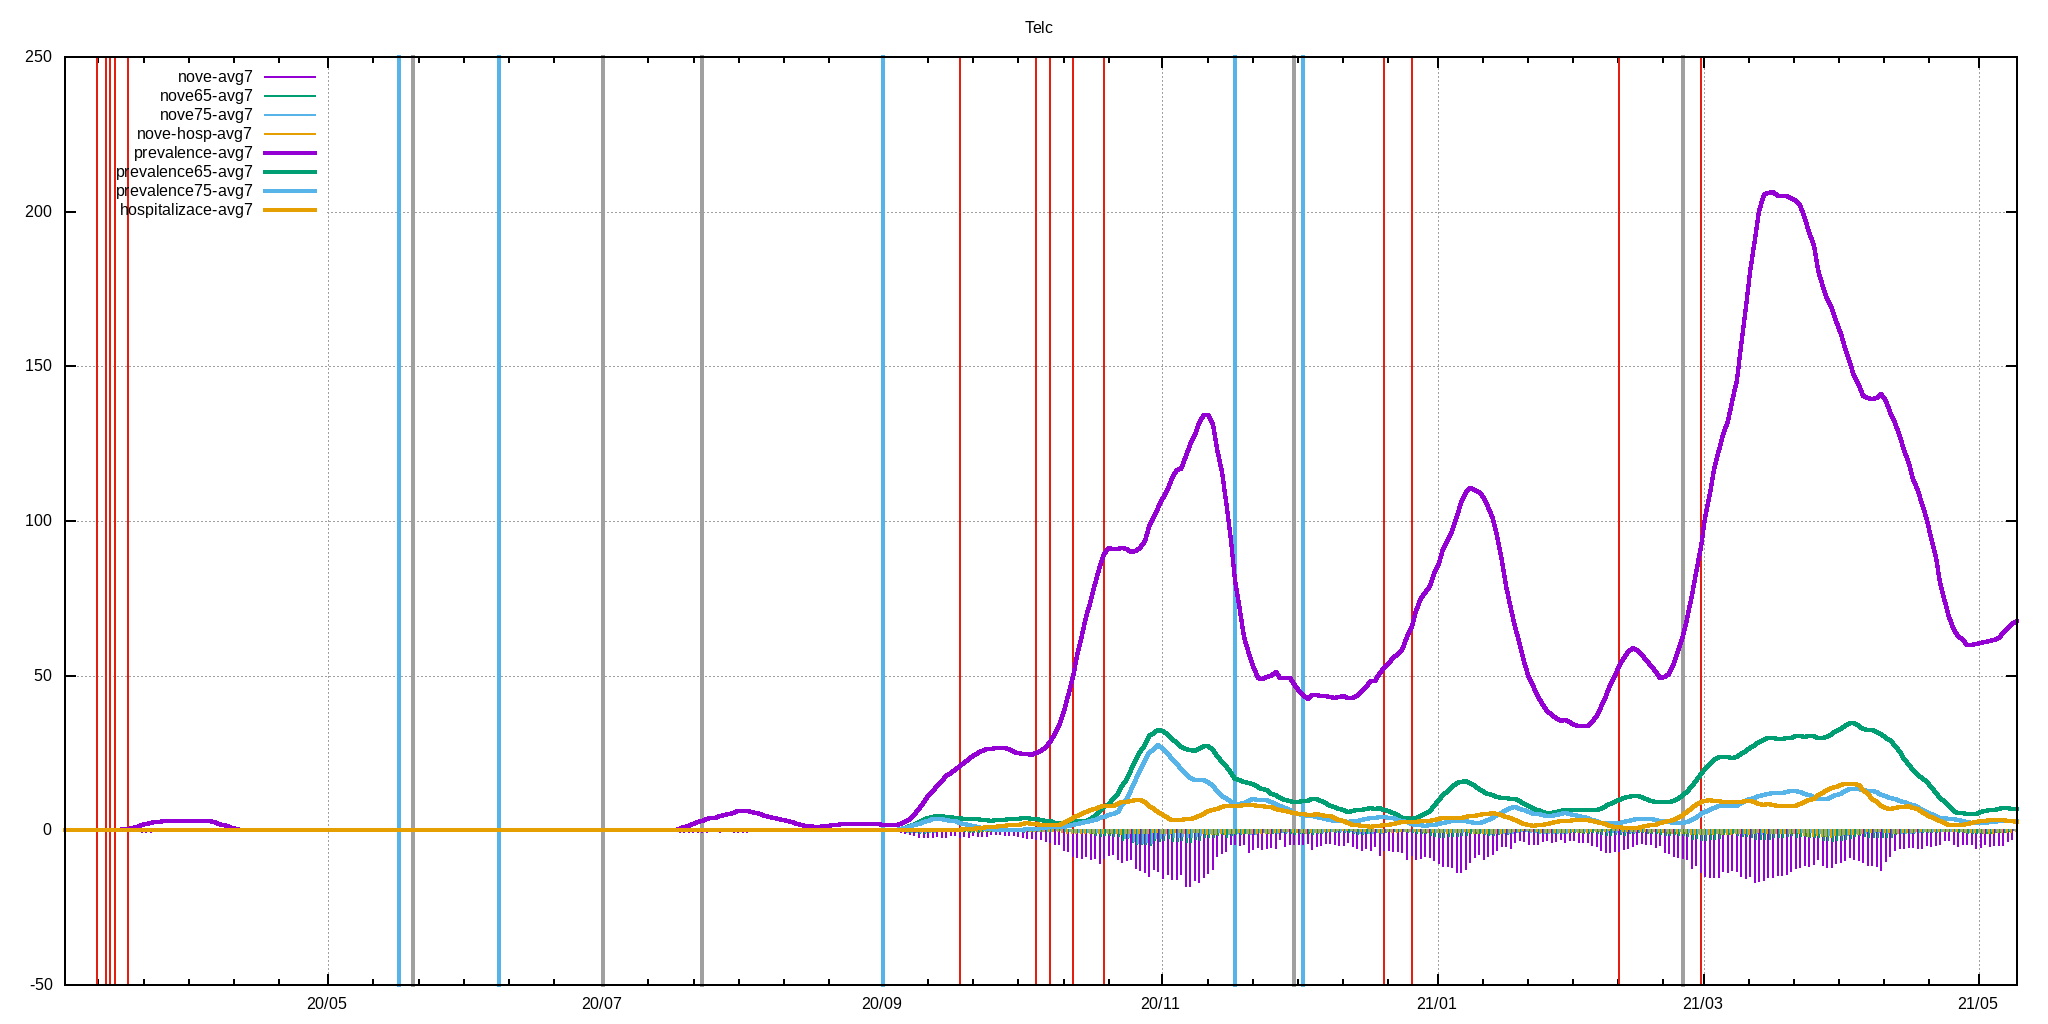 Telc
250
200
150
100
50
0
-50
nove-avg7
nove65-avg7
nove75-avg7
nove-hosp-avg7
prevalence-avg7
prevalence65-avg7
prevalence75-avg7
hospitalizace-avg7
20/05 20/07 20/09 20/11 21/01 21/03 21/05